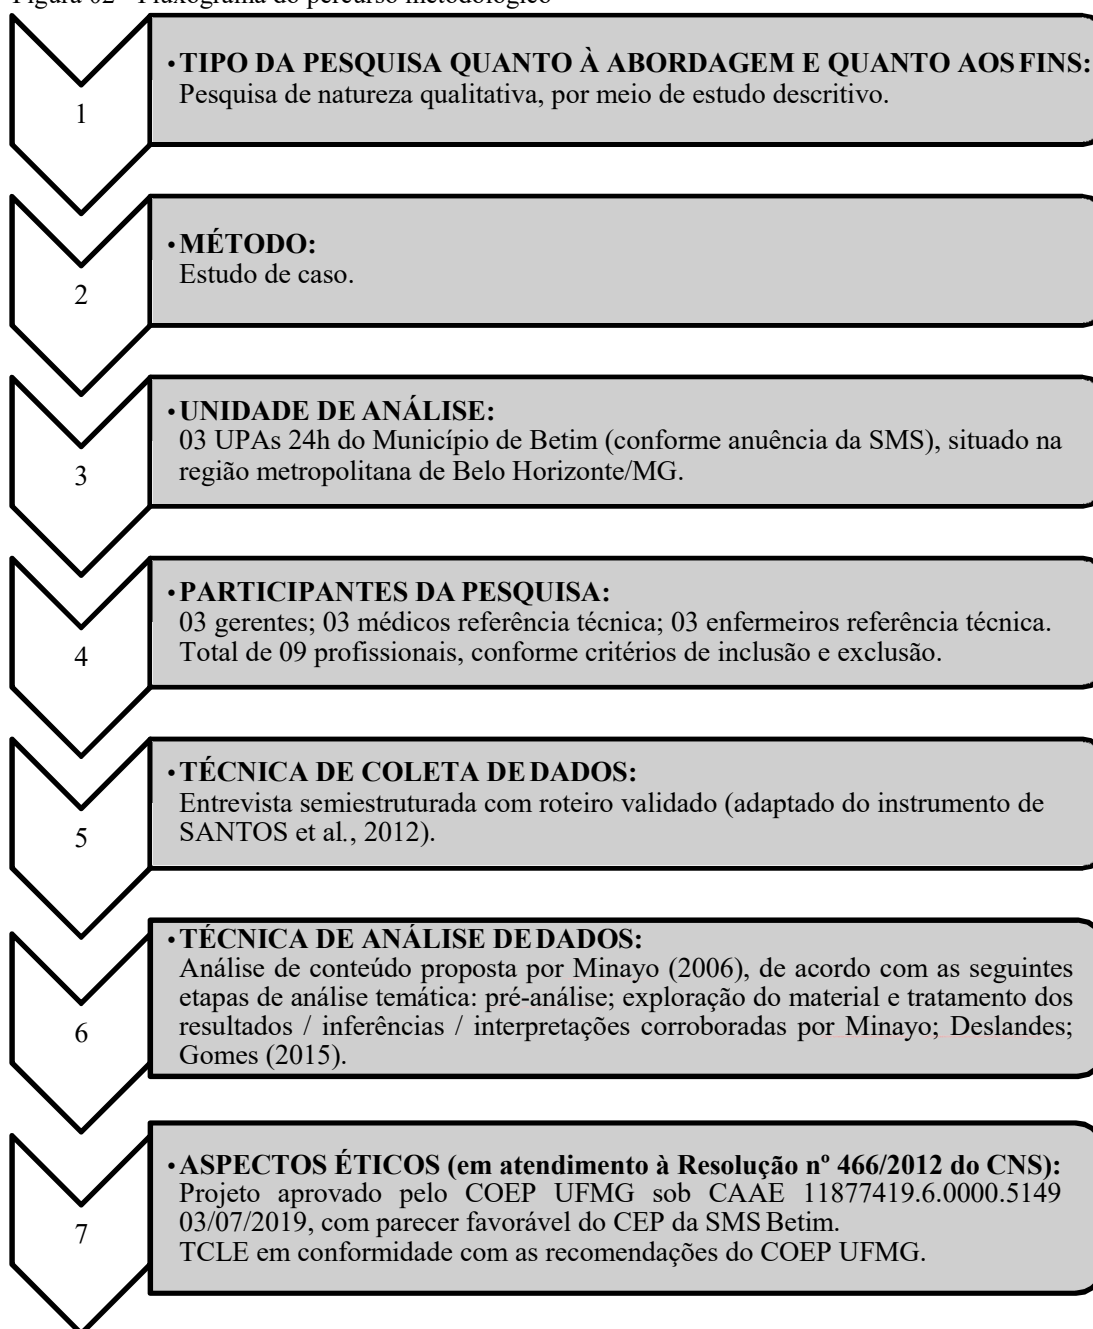 Figura 02 - Fluxograma do percurso metodológico
1
•TIPO DA PESQUISA QUANTO À ABORDAGEM E QUANTO AOS FINS:
Pesquisa de natureza qualitativa, por meio de estudo descritivo.
2
•MÉTODO:
Estudo de caso.
3
•UNIDADE DE ANÁLISE:
03 UPAs 24h do Município de Betim (conforme anuência da SMS), situado na
região metropolitana de Belo Horizonte/MG.
4
•PARTICIPANTES DA PESQUISA:
03 gerentes; 03 médicos referência técnica; 03 enfermeiros referência técnica.
Total de 09 profissionais, conforme critérios de inclusão e exclusão.
5
•TÉCNICA DE COLETA DE DADOS:
Entrevista semiestruturada com roteiro validado (adaptado do instrumento de
SANTOS et al., 2012).
6
•TÉCNICA DE ANÁLISE DE DADOS:
Análise de conteúdo proposta por Minayo (2006), de acordo com as seguintes
etapas de análise temática: pré-análise; exploração do material e tratamento dos
resultados / inferências / interpretações corroboradas por Minayo; Deslandes;
Gomes (2015).
7
•ASPECTOS ÉTICOS (em atendimento à Resolução nº 466/2012 do CNS):
Projeto aprovado pelo COEP UFMG sob CAAE 11877419.6.0000.5149
03/07/2019, com parecer favorável do CEP da SMS Betim.
TCLE em conformidade com as recomendações do COEP UFMG.